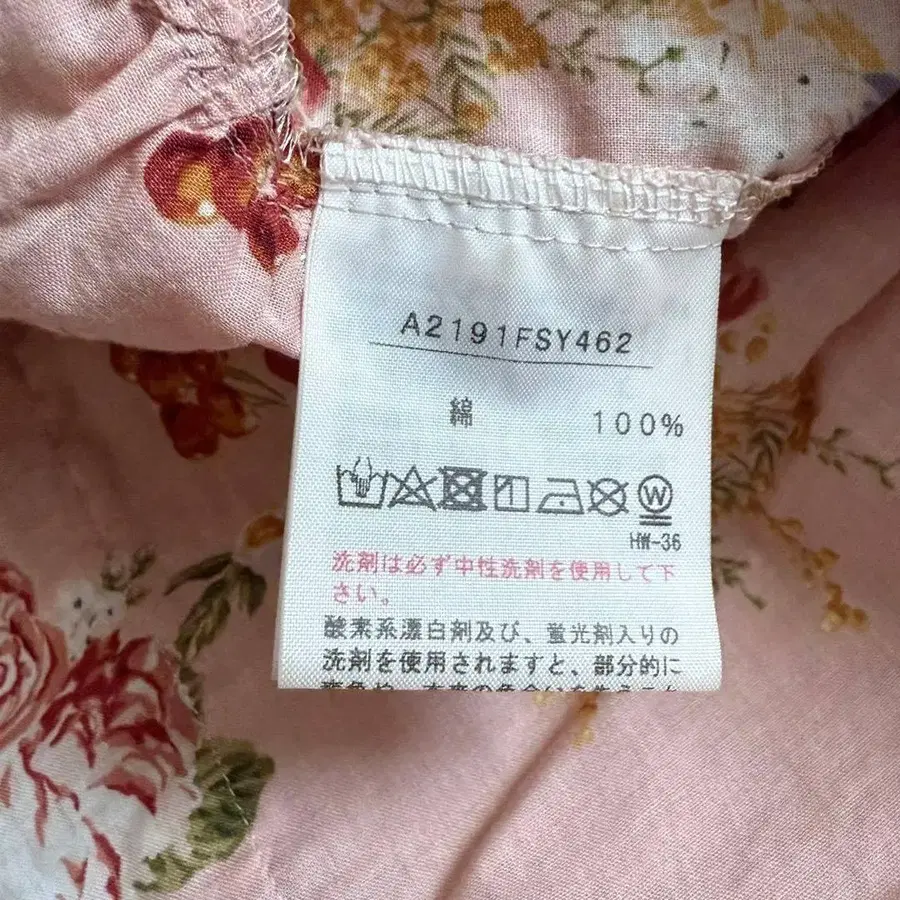 A2191FSY462
綿 100%
W
HW-36
洗剤は必ず中性洗剤を使用して下
さい。
酸素系漂白剤及び、蛍光剤入りの
洗剤を使用されますと、部分的に